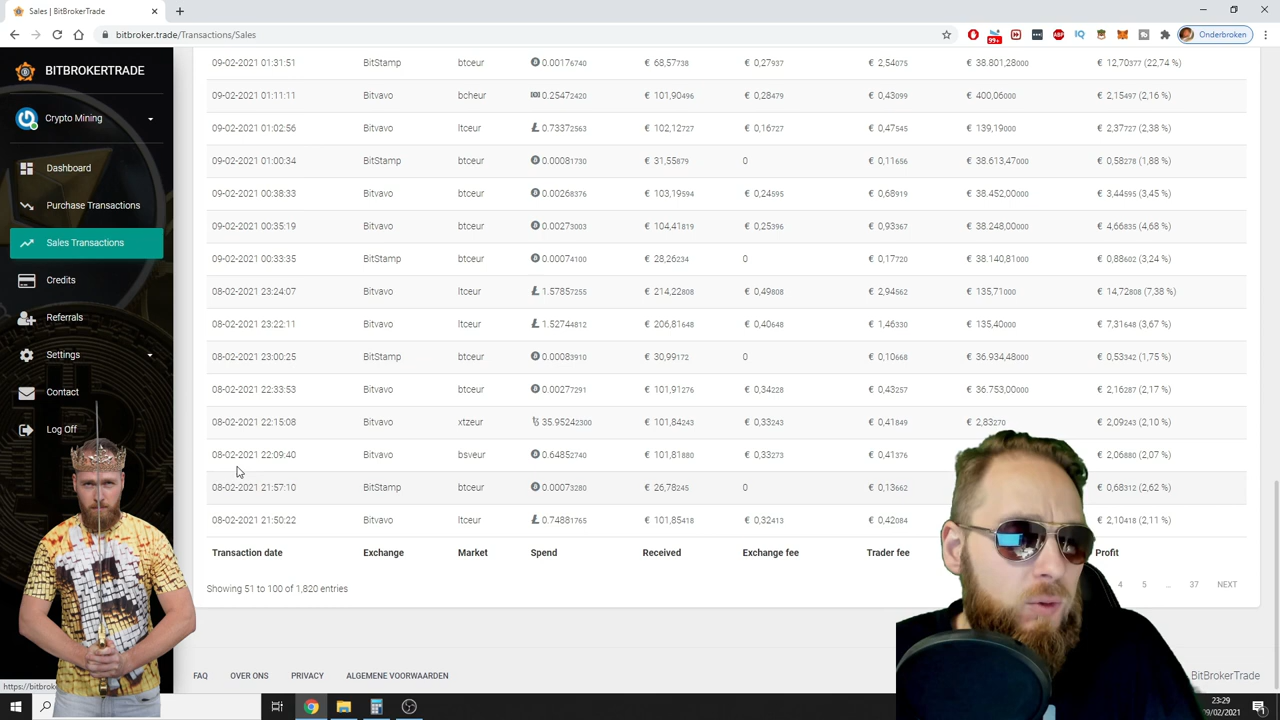 Sales | BitBrokerTrade
bitbroker.trade/Transactions/Sales
99+
ABP
IQ
Onderbroken
BITBROKERTRADE
Crypto Mining
Dashboard
Purchase Transactions
Sales Transactions
Credits
Referrals
Settings
Contact
Log Off
09-02-2021 01:31:51 BitStamp btceur 0.00176740 € 68,57738 € 0,27937 € 2,54075 € 38.801,28000 € 12,70377 (22,74 %)
09-02-2021 01:11:11 Bitvavo bcheur 0.25472420 € 101,90496 € 0,28479 € 0,43099 € 400,06000 € 2,15497 (2,16 %)
09-02-2021 01:02:56 Bitvavo ltceur 0.73372563 € 102,12727 € 0,16727 € 0,47545 € 139,19000 € 2,37727 (2,38 %)
09-02-2021 01:00:34 BitStamp btceur 0.00081730 € 31,55879 0 € 0,11656 € 38.613,47000 € 0,58278 (1,88 %)
09-02-2021 00:38:33 Bitvavo btceur 0.00268376 € 103,19594 € 0,24595 € 0,68919 € 38.452,00000 € 3,44595 (3,45 %)
09-02-2021 00:35:19 Bitvavo btceur 0.00273003 € 104,41819 € 0,25396 € 0,93367 € 38.248,00000 € 4,66835 (4,68 %)
09-02-2021 00:33:35 BitStamp btceur 0.00074100 € 28,26234 0 € 0,17720 € 38.140,81000 € 0,88602 (3,24 %)
08-02-2021 23:24:07 Bitvavo ltceur 1.57857255 € 214,22808 € 0,49808 € 2,94562 € 135,71000 € 14,72808 (7,38 %)
08-02-2021 23:22:11 Bitvavo ltceur 1.52744812 € 206,81648 € 0,40648 € 1,46330 € 135,40000 € 7,31648 (3,67 %)
08-02-2021 23:00:25 BitStamp btceur 0.00083910 € 30,99172 0 € 0,10668 € 36.934,48000 € 0,53342 (1,75 %)
08-02-2021 22:33:53 Bitvavo btceur 0.00277291 € 101,91276 € 0,34228 € 0,43257 € 36.753,00000 € 2,16287 (2,17 %)
08-02-2021 22:15:08 Bitvavo xtzeur 35.95242300 € 101,84243 € 0,33243 € 0,41849 € 2,83270 € 2,09243 (2,10 %)
08-02-2021 22:09:40 Bitvavo bsveur 0.64852740 € 101,81880 € 0,33273 € 0,41376 € 2,06880 (2,07 %)
08-02-2021 21:57:10 BitStamp btceur 0.00073280 € 26,78245 0 € 0,13662 € 0,68312 (2,62 %)
08-02-2021 21:50:22 Bitvavo ltceur 0.74881765 € 101,85418 € 0,32413 € 0,42084 € 2,10418 (2,11 %)
Transaction date Exchange Market Spend Received Exchange fee Trader fee Profit
Showing 51 to 100 of 1,820 entries
4 5 … 37 NEXT
FAQ OVER ONS PRIVACY ALGEMENE VOORWAARDEN
BitBrokerTrade
https://bitbroke
23:29